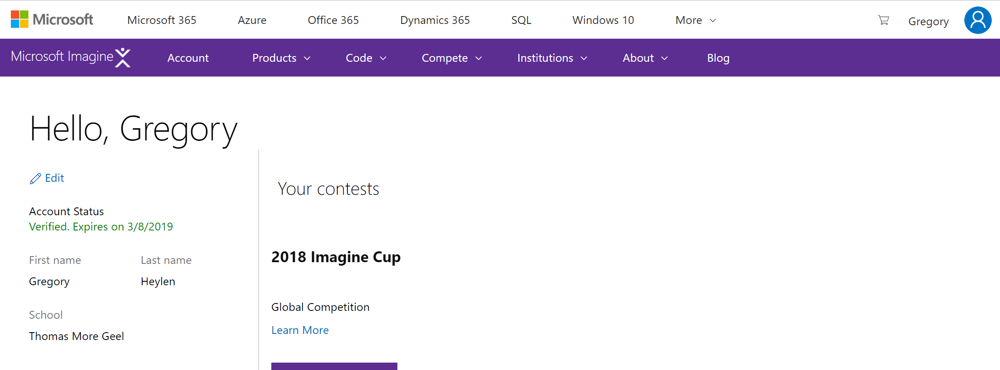 Microsoft Microsoft 365 Azure Office 365 Dynamics 365 SQL Windows 10 More Gregory
Microsoft Imagine Account Products Code Compete Institutions About Blog
Hello, Gregory
Edit
Account Status
Verified. Expires on 3/8/2019
First name Last name
Gregory Heylen
School
Thomas More Geel
Your contests
2018 Imagine Cup
Global Competition
Learn More